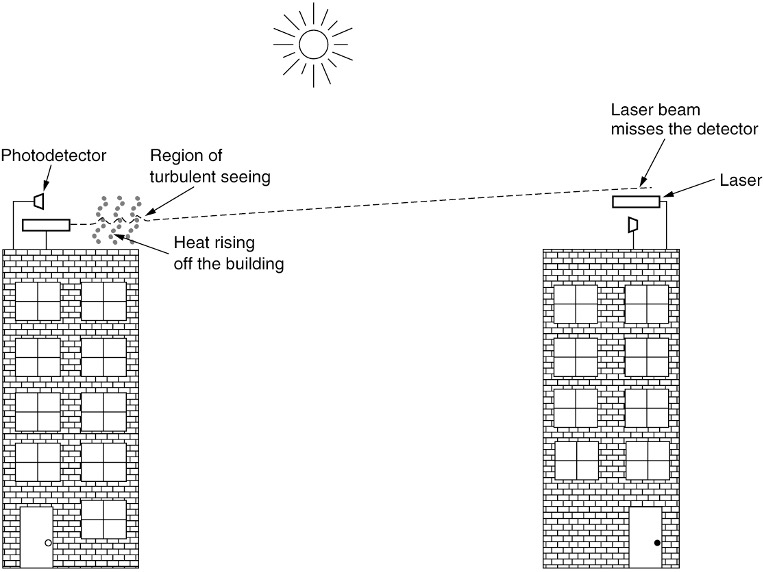 Laser beam
misses the detector
Photodetector
Region of
turbulent seeing
Laser
Heat rising
off the building